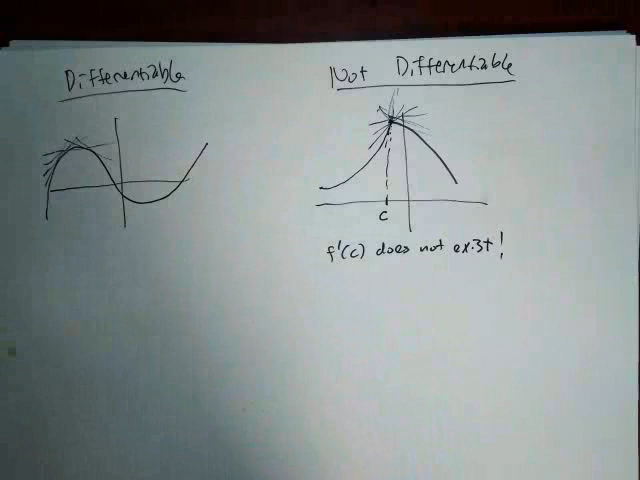 Differentiable
Not Differentiable
c
f'(c) does not exist!